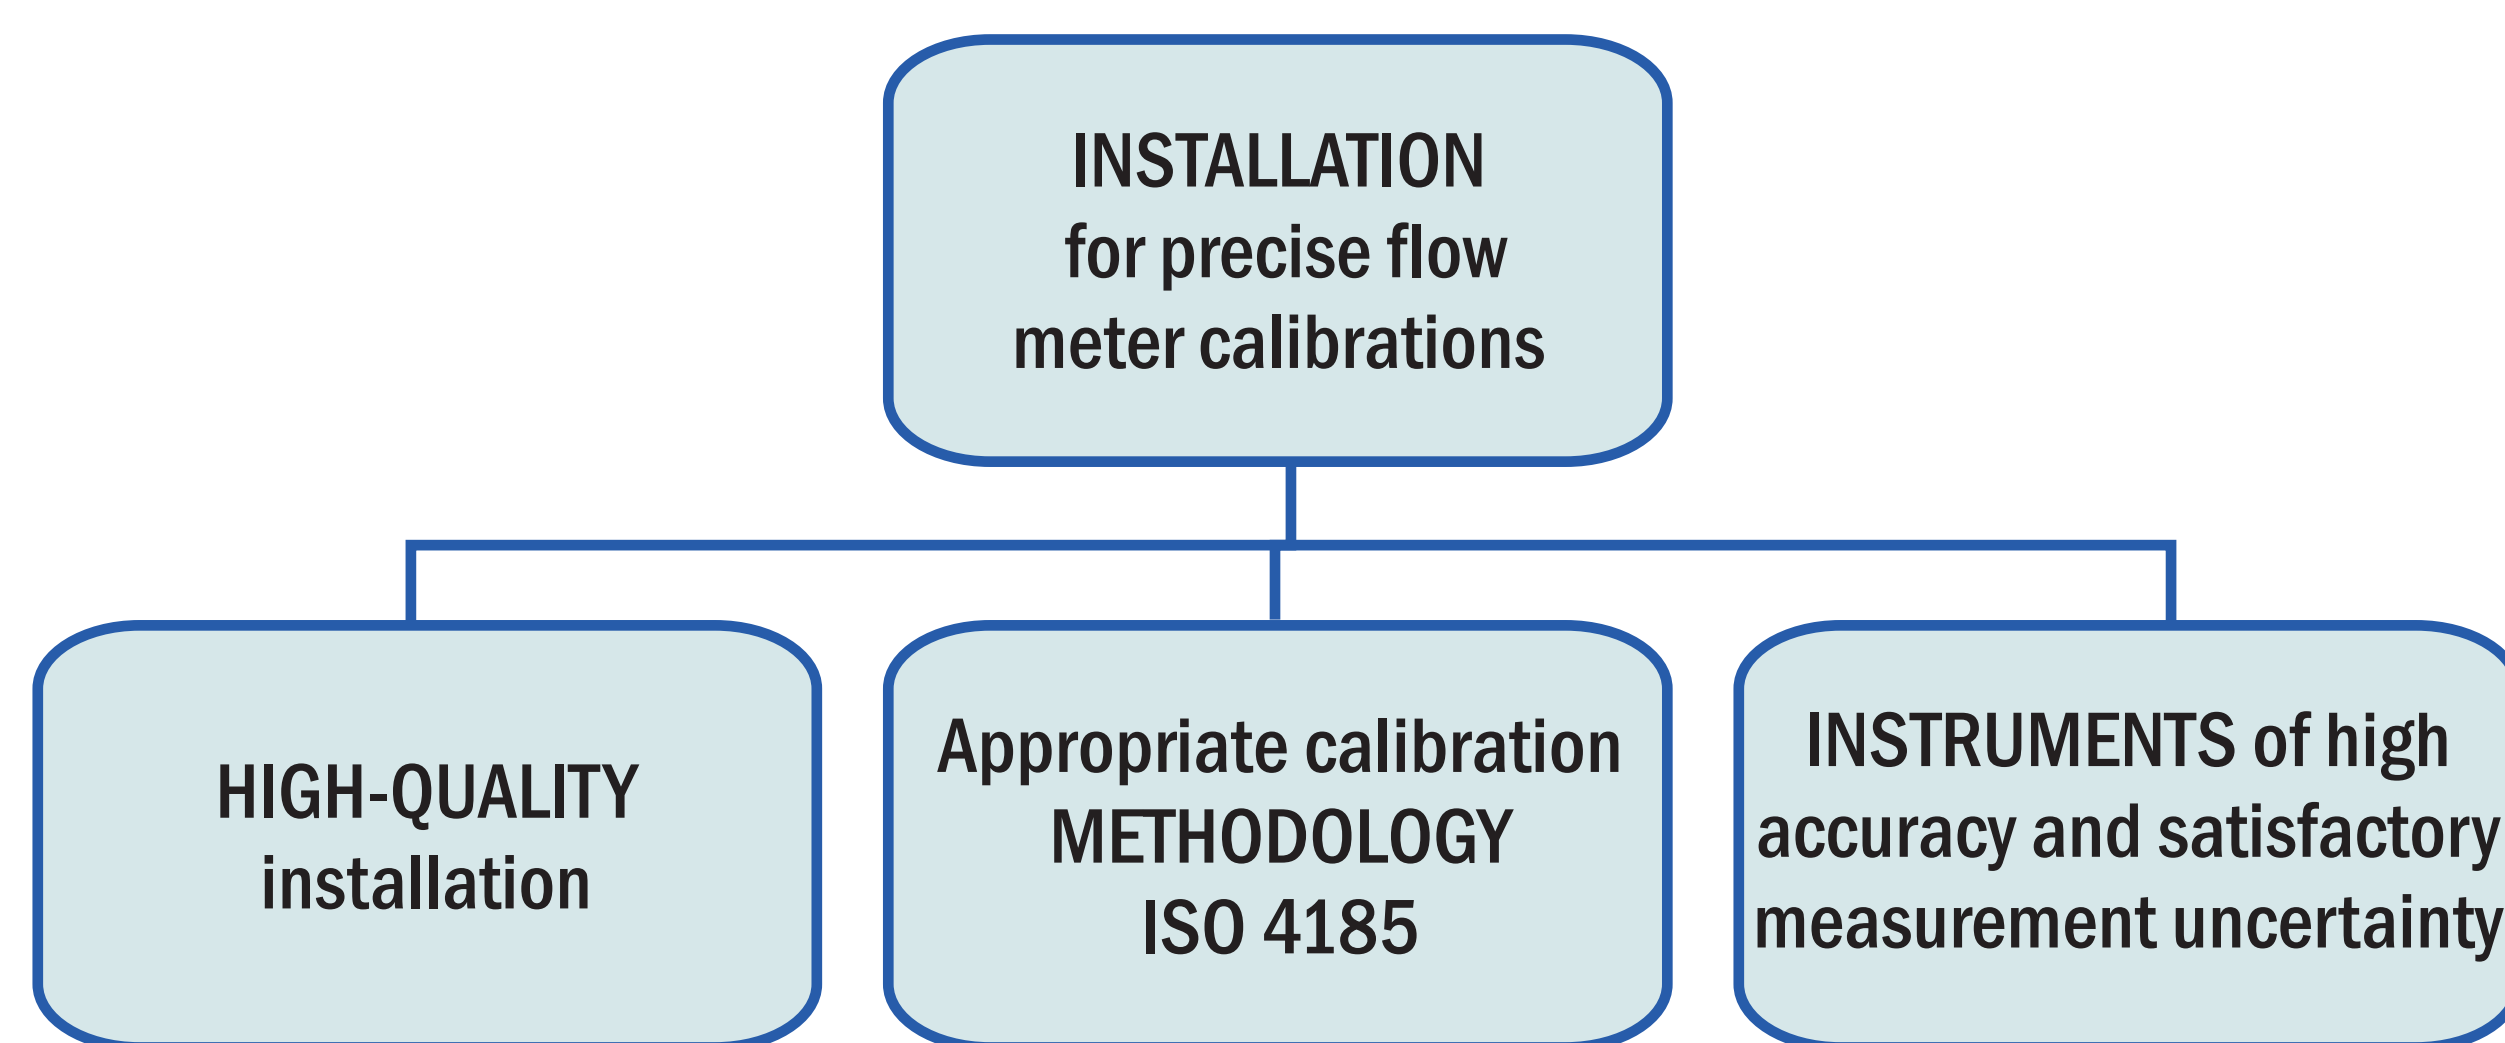 INSTALLATION
for precise flow
meter calibrations
HIGH-QUALITY
installation
Appropriate calibration
METHODOLOGY
ISO 4185
INSTRUMENTS of high
accuracy and satisfactory
measurement uncertainty